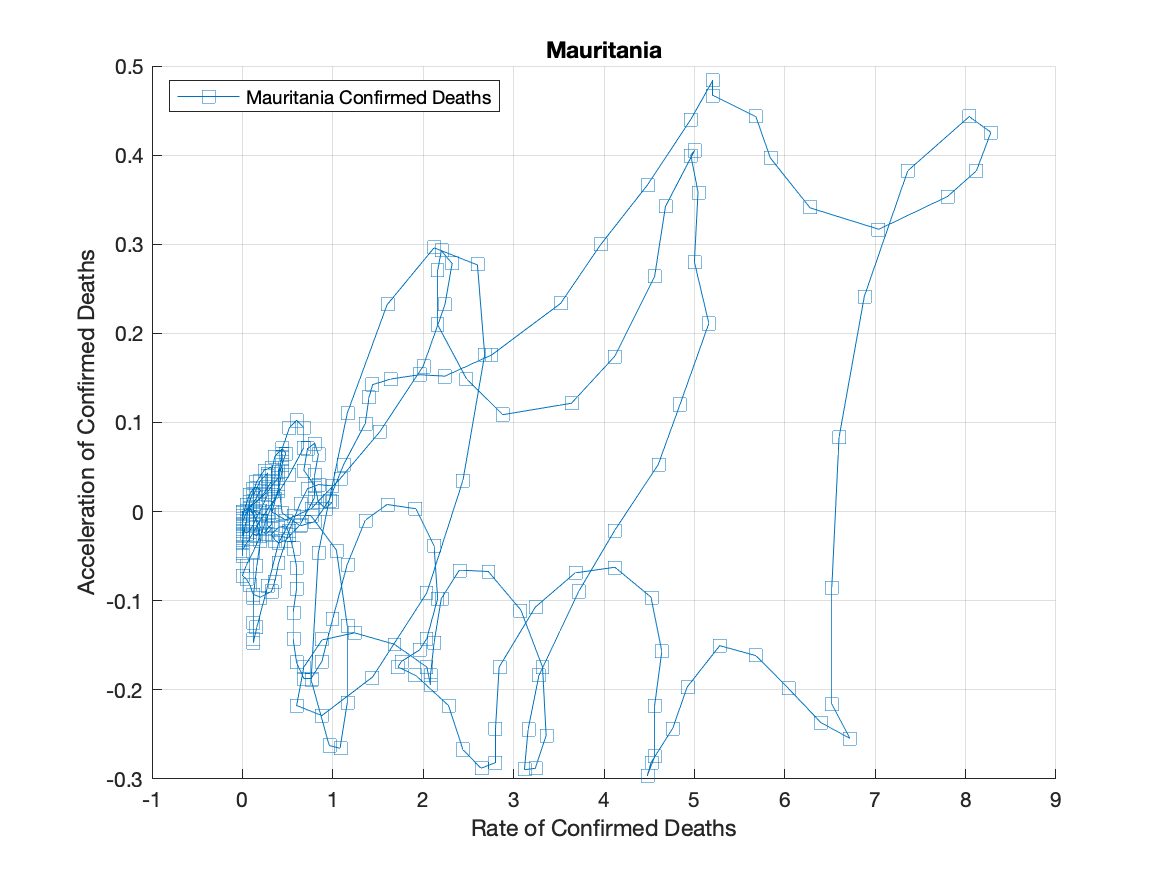 Mauritania
Mauritania Confirmed Deaths
0.5
0.4
0.3
0.2
0.1
0
-0.1
-0.2
-0.3
Acceleration of Confirmed Deaths
-1 0 1 2 3 4 5 6 7 8 9
Rate of Confirmed Deaths